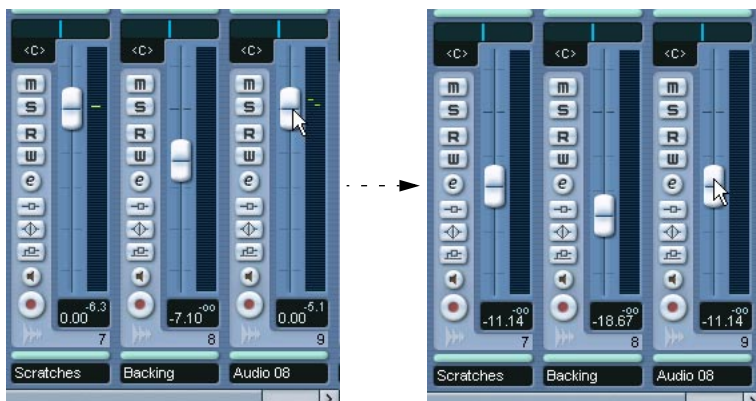 <C> <C> <C>
m m m
S S S
R R R
W W W
e e e
-6.3 -oo -5.1
0.00 -7.10 0.00
7 8 9
Scratches Backing Audio 08
<C> <C> <C>
m m m
S S S
R R R
W W W
e e e
-oo -oo -oo
-11.14 -18.67 -11.14
7 8 9
Scratches Backing Audio 08